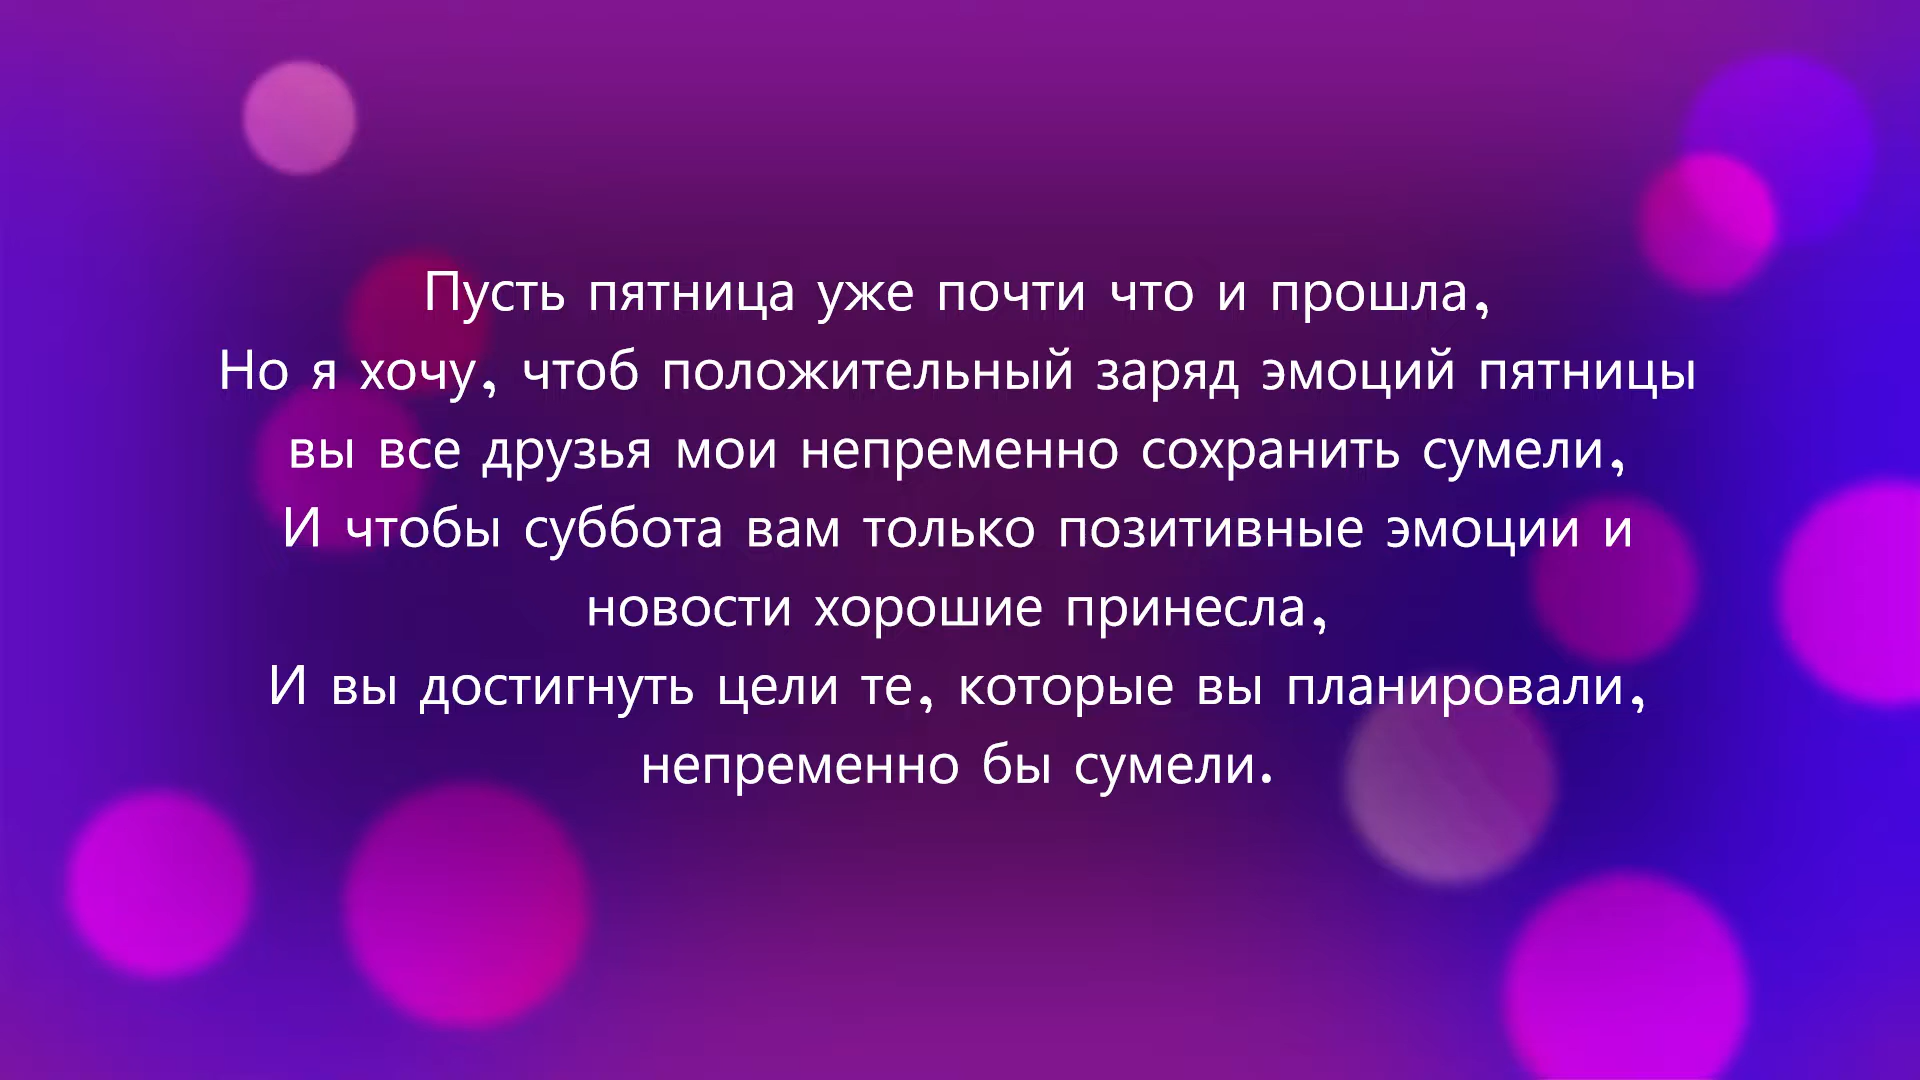 Пусть пятница уже почти что и прошла,
Но я хочу, чтоб положительный заряд эмоций пятницы
вы все друзья мои непременно сохранить сумели,
И чтобы суббота вам только позитивные эмоции и
новости хорошие принесла,
И вы достигнуть цели те, которые вы планировали,
непременно бы сумели.